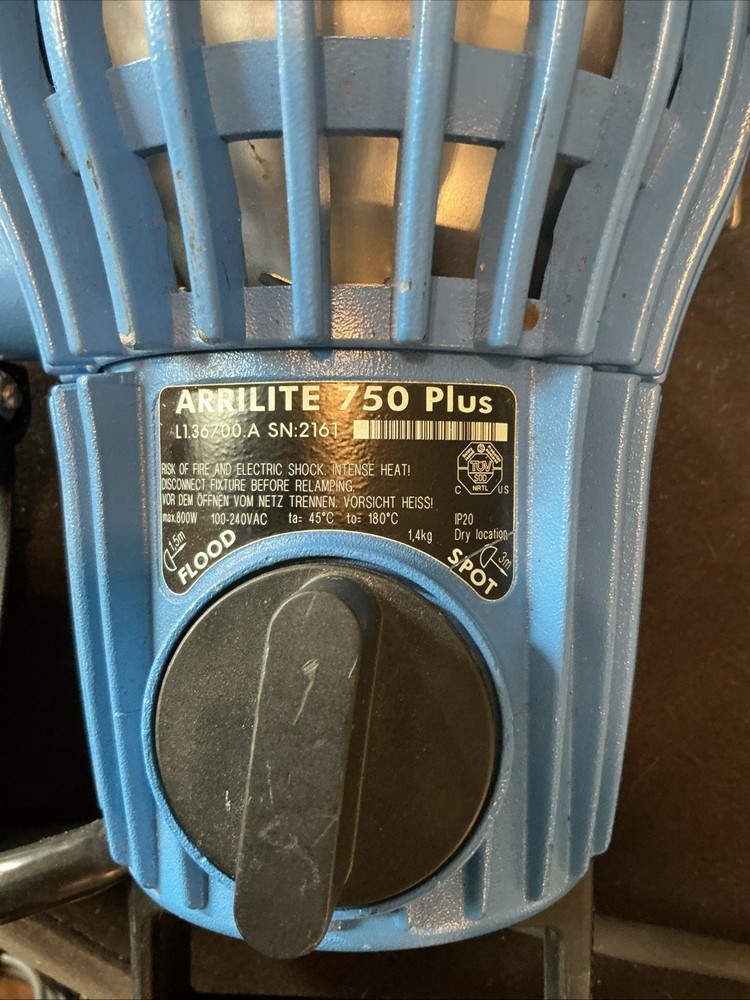 ARRILITE 750 Plus
L1.36700.A SN:2161
RISK OF FIRE AND ELECTRIC SHOCK. INTENSE HEAT!
DISCONNECT FIXTURE BEFORE RELAMPING.
VOR DEM ÖFFNEN VOM NETZ TRENNEN. VORSICHT HEISS!
max.800W 100-240VAC ta= 45°C to= 180°C IP20
1,4kg Dry location
TÜV
SÜD
NRTL
C US
1,5m
FLOOD
3m
SPOT